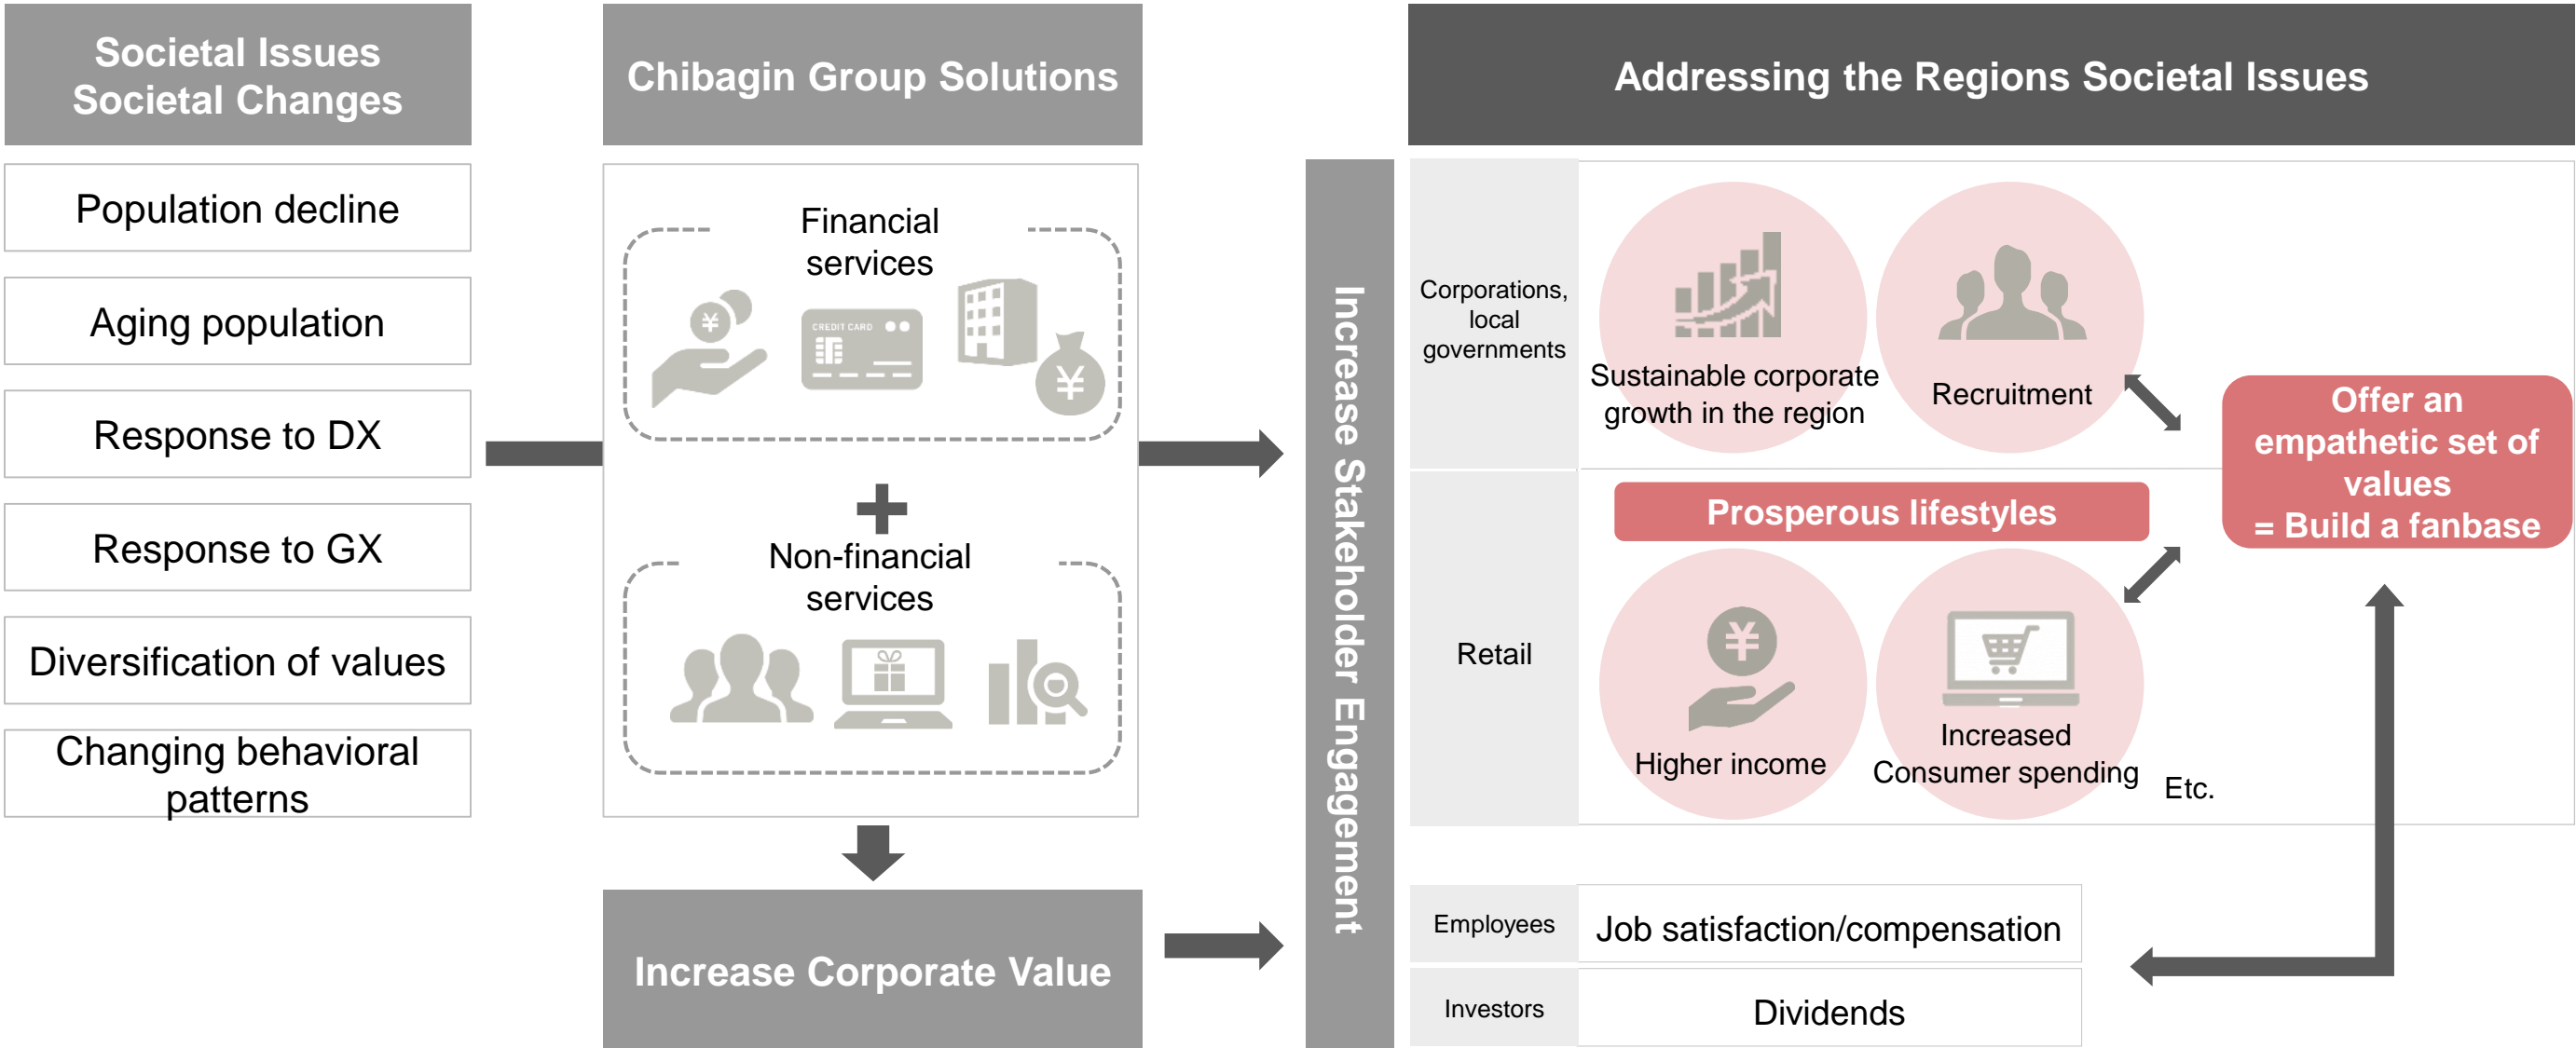 Societal Issues
Societal Changes
Population decline
Aging population
Response to DX
Response to GX
Diversification of values
Changing behavioral
patterns
Chibagin Group Solutions
Financial
services
¥
CREDIT CARD
¥
+
Non-financial
services
Increase Corporate Value
Increase Stakeholder Engagement
Addressing the Regions Societal Issues
Corporations,
local
governments
Sustainable corporate
growth in the region
Recruitment
Retail
Prosperous lifestyles
¥
Higher income
Increased
Consumer spending
Etc.
Offer an
empathetic set of
values
= Build a fanbase
Employees
Job satisfaction/compensation
Investors
Dividends